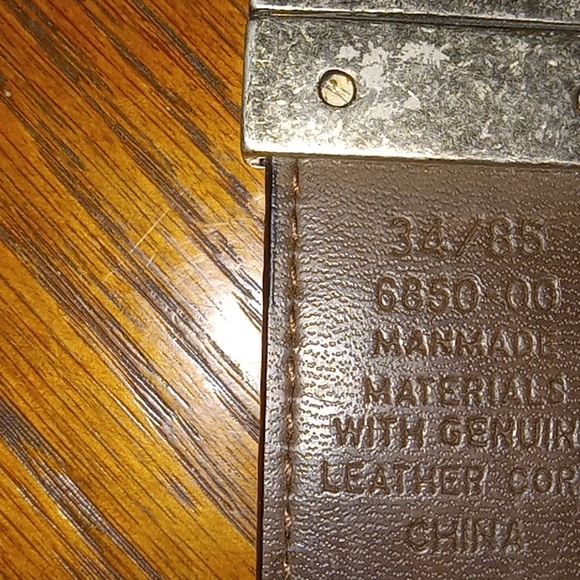 34/85
6850-00
MANMADE
MATERIALS
WITH GENUIN
LEATHER COR
CHINA